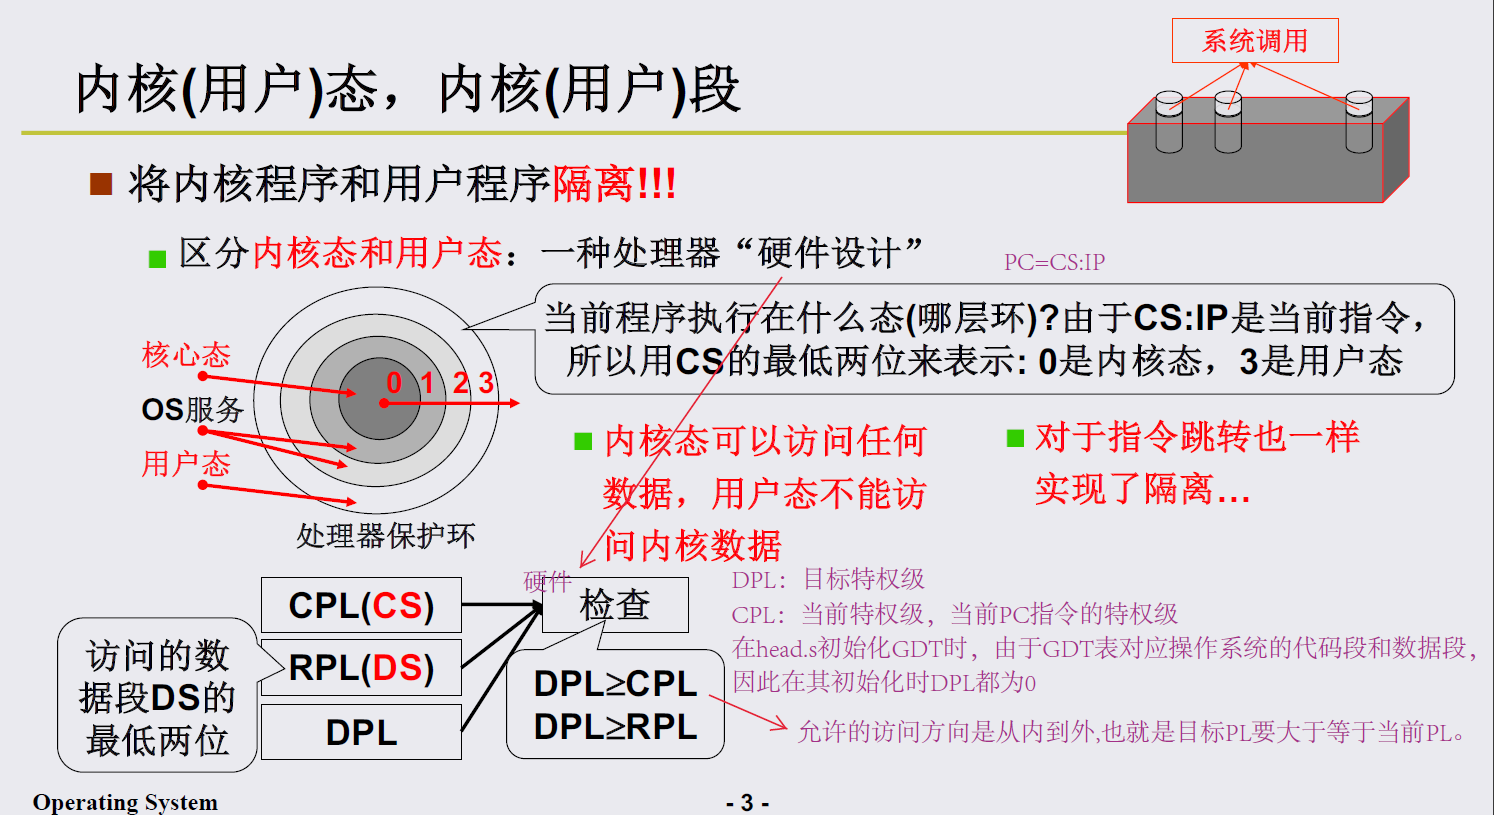 系统调用
内核(用户)态，内核(用户)段
将内核程序和用户程序隔离!!!
区分内核态和用户态：一种处理器“硬件设计”
PC=CS:IP
当前程序执行在什么态(哪层环)?由于CS:IP是当前指令，
所以用CS的最低两位来表示: 0是内核态，3是用户态
核心态
OS服务
用户态
0 1 2 3
处理器保护环
内核态可以访问任何
数据，用户态不能访
问内核数据
对于指令跳转也一样
实现了隔离…
访问的数
据段DS的
最低两位
CPL(CS)
RPL(DS)
DPL
硬件
检查
DPL≥CPL
DPL≥RPL
DPL：目标特权级
CPL：当前特权级，当前PC指令的特权级
在head.s初始化GDT时，由于GDT表对应操作系统的代码段和数据段，
因此在其初始化时DPL都为0
允许的访问方向是从内到外,也就是目标PL要大于等于当前PL。
Operating System
- 3 -